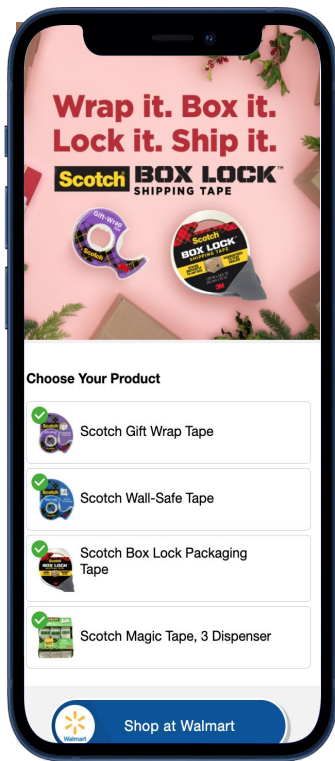 Wrap it. Box it.
Lock it. Ship it.
Scotch BOX LOCK™
SHIPPING TAPE
Gift-Wrap
Scotch
Scotch
BOX LOCK
SHIPPING TAPE
3M
Choose Your Product
Scotch Gift Wrap Tape
Scotch Wall-Safe Tape
Scotch Box Lock Packaging
Tape
Scotch Magic Tape, 3 Dispenser
Walmart
Shop at Walmart